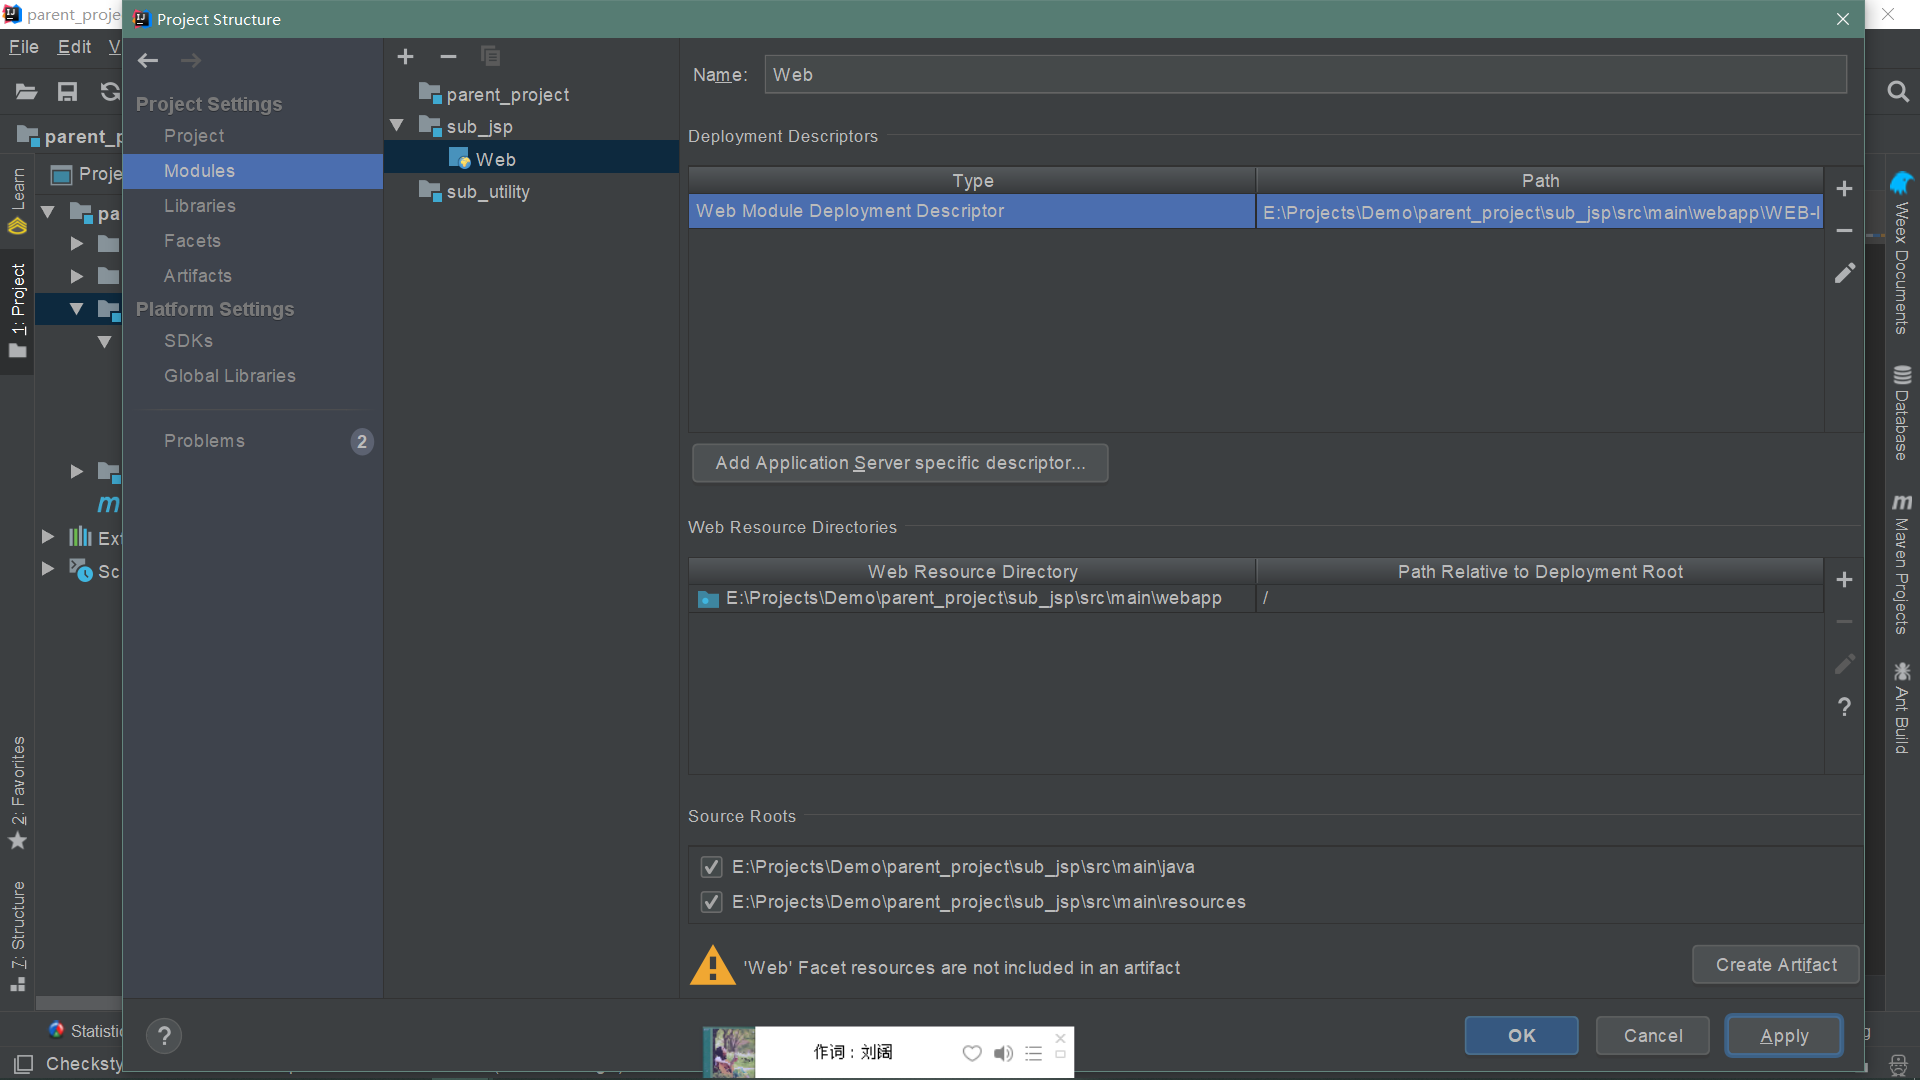 parent_proje
Project Structure
File
Edit
V
Project Settings
Project
Modules
Libraries
Facets
Artifacts
Platform Settings
SDKs
Global Libraries
Problems
2
parent_project
sub_jsp
Web
sub_utility
Name:
Web
Deployment Descriptors
Type
Path
Web Module Deployment Descriptor
E:\Projects\Demo\parent_project\sub_jsp\src\main\webapp\WEB-I
Add Application Server specific descriptor...
Web Resource Directories
Web Resource Directory
Path Relative to Deployment Root
E:\Projects\Demo\parent_project\sub_jsp\src\main\webapp
/
Source Roots
E:\Projects\Demo\parent_project\sub_jsp\src\main\java
E:\Projects\Demo\parent_project\sub_jsp\src\main\resources
'Web' Facet resources are not included in an artifact
Create Artifact
OK
Cancel
Apply
作词 : 刘阔
parent_p
Proje
pa
m
Ext
Sc
Learn
1: Project
2: Favorites
7: Structure
Statistic
Checksty
Weex Documents
Database
Maven Projects
Ant Build